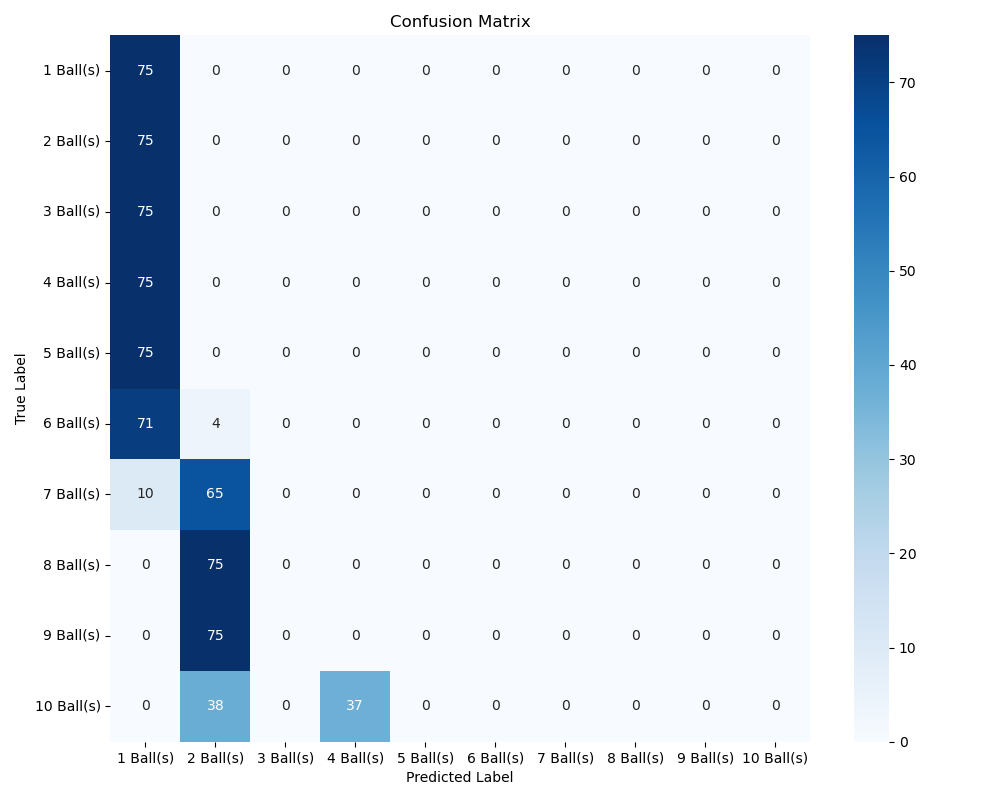 Confusion Matrix
True Label
1 Ball(s) 75 0 0 0 0 0 0 0 0 0
2 Ball(s) 75 0 0 0 0 0 0 0 0 0
3 Ball(s) 75 0 0 0 0 0 0 0 0 0
4 Ball(s) 75 0 0 0 0 0 0 0 0 0
5 Ball(s) 75 0 0 0 0 0 0 0 0 0
6 Ball(s) 71 4 0 0 0 0 0 0 0 0
7 Ball(s) 10 65 0 0 0 0 0 0 0 0
8 Ball(s) 0 75 0 0 0 0 0 0 0 0
9 Ball(s) 0 75 0 0 0 0 0 0 0 0
10 Ball(s) 0 38 0 37 0 0 0 0 0 0
1 Ball(s) 2 Ball(s) 3 Ball(s) 4 Ball(s) 5 Ball(s) 6 Ball(s) 7 Ball(s) 8 Ball(s) 9 Ball(s) 10 Ball(s)
Predicted Label
70
60
50
40
30
20
10
0